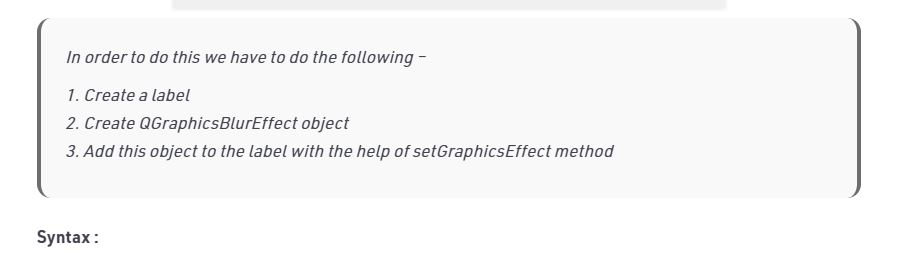 In order to do this we have to do the following –
1. Create a label
2. Create QGraphicsBlurEffect object
3. Add this object to the label with the help of setGraphicsEffect method
Syntax :